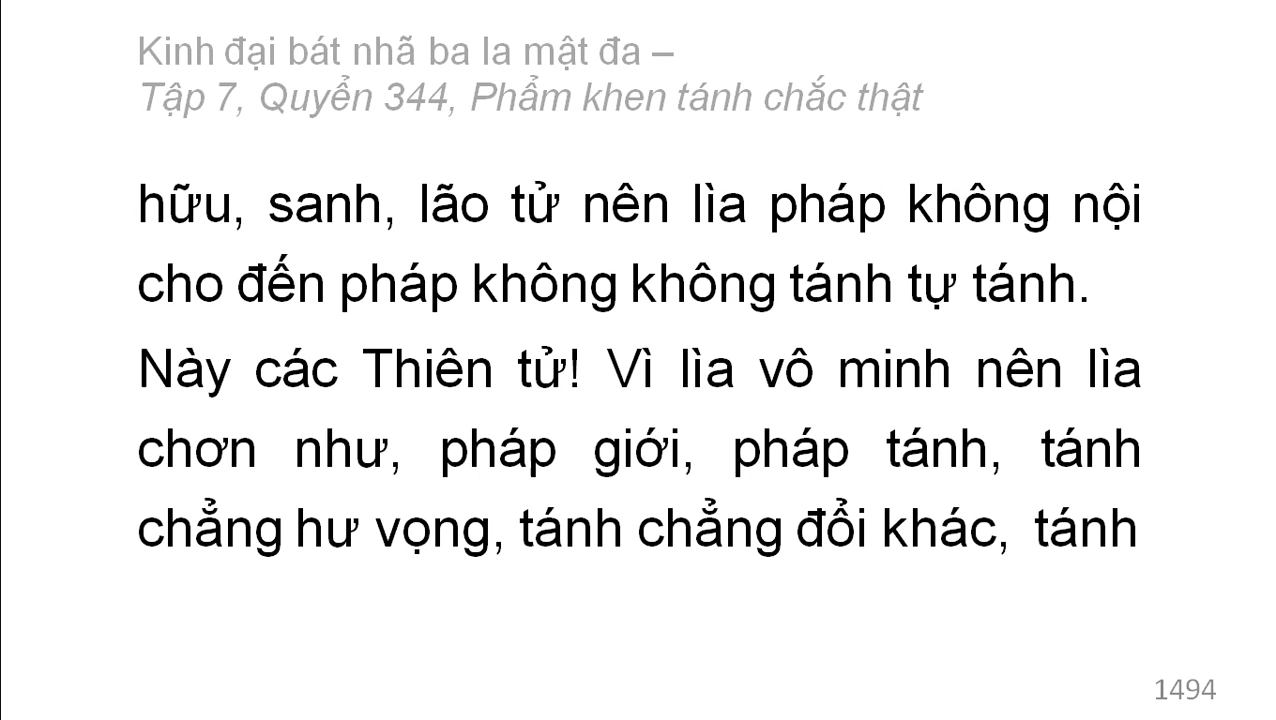 Kinh đại bát nhã ba la mật đa –
Tập 7, Quyển 344, Phẩm khen tánh chắc thật
hữu, sanh, lão tử nên lìa pháp không nội
cho đến pháp không không tánh tự tánh.
Này các Thiên tử! Vì lìa vô minh nên lìa
chơn như, pháp giới, pháp tánh, tánh
chẳng hư vọng, tánh chẳng đổi khác, tánh
1494